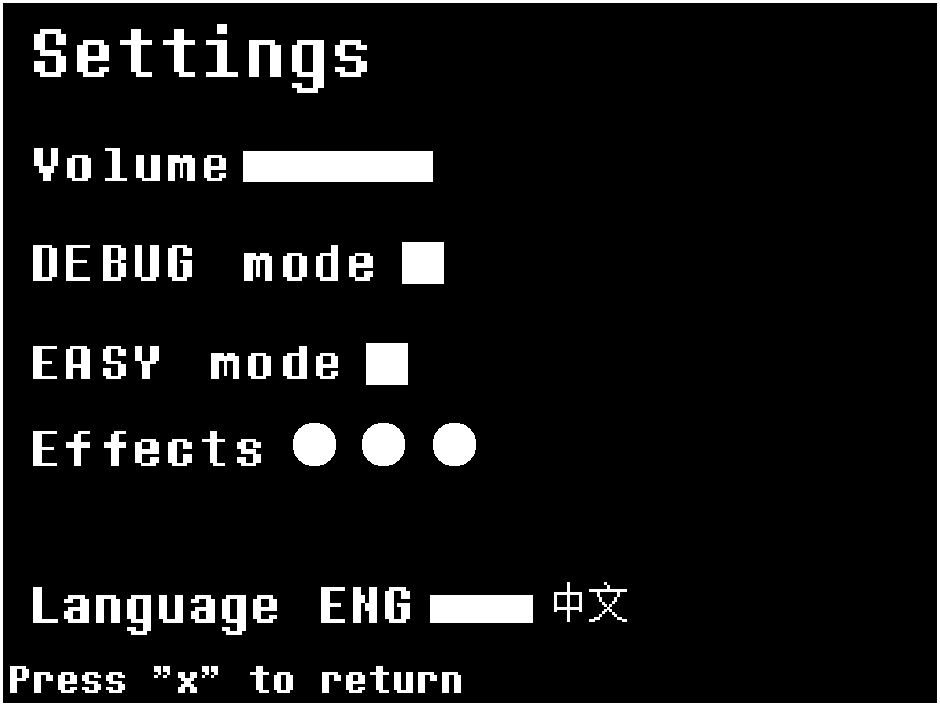 Settings
Volume
DEBUG mode
EASY mode
Effects
Language ENG 中文
Press "x" to return